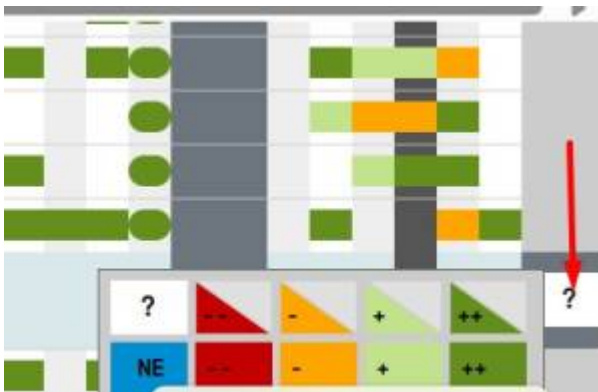 ?
? -- - + ++
NE -- - + ++